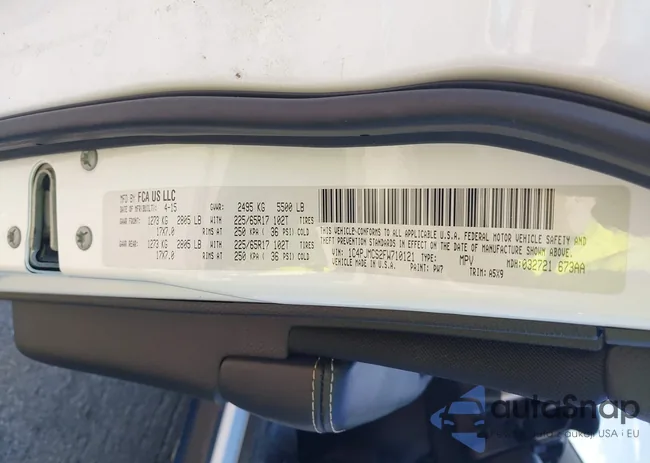 MFD BY FCA US LLC
DATE OF MFR/BUILT: 4-15 GVWR: 2495 KG 5500 LB
GAWR FRONT: 1273 KG 2805 LB WITH 225/65R17 102T TIRES
17X7.0 RIMS AT 250 KPA ( 36 PSI) COLD
GAWR REAR: 1273 KG 2805 LB WITH 225/65R17 102T TIRES
17X7.0 RIMS AT 250 KPA ( 36 PSI) COLD
THIS VEHICLE CONFORMS TO ALL APPLICABLE U.S.A. FEDERAL MOTOR VEHICLE SAFETY AND
THEFT PREVENTION STANDARDS IN EFFECT ON THE DATE OF MANUFACTURE SHOWN ABOVE.
VIN: 1C4PJMCS2FW710121 TYPE: MPV MDH: 032721 673AA
MADE IN U.S.A. PAINT: PW7 TRIM: A5X9
autoSnap
aukcji USA i EU